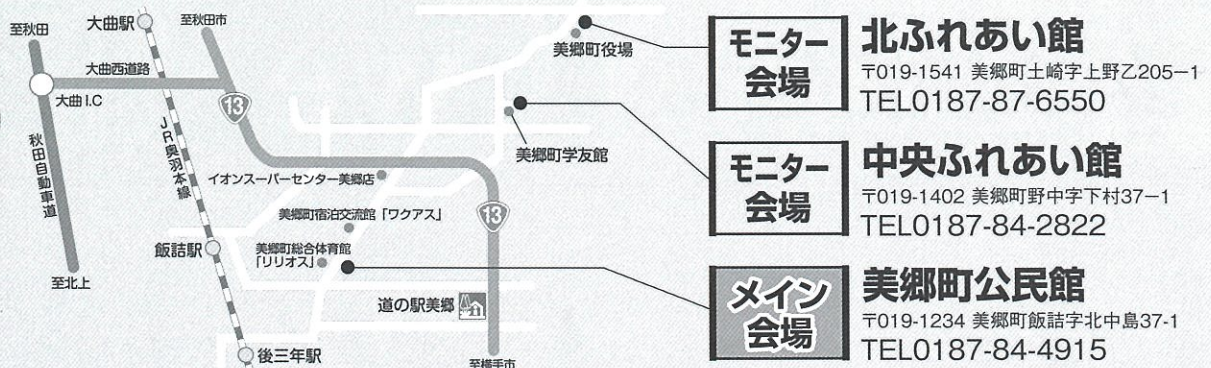 至秋田
大曲駅
至秋田市
大曲西道路
大曲I.C
13
JR奥羽本線
秋田自動車道
至北上
飯詰駅
後三年駅
イオンスーパーセンター美郷店
美郷町宿泊交流館「ワクアス」
美郷町総合体育館
「リリオス」
道の駅美郷
13
至横手市
美郷町役場
美郷町学友館
モニター
会場
北ふれあい館
〒019-1541 美郷町土崎字上野乙205−1
TEL0187-87-6550
モニター
会場
中央ふれあい館
〒019-1402 美郷町野中字下村37−1
TEL0187-84-2822
メイン
会場
美郷町公民館
〒019-1234 美郷町飯詰字北中島37-1
TEL0187-84-4915